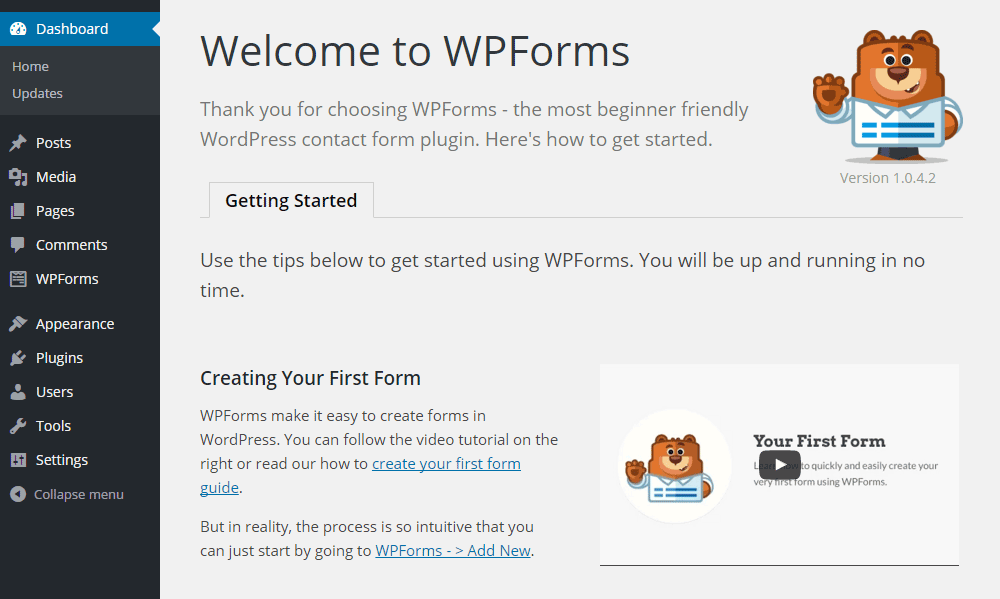 Dashboard
Home
Updates
Posts
Media
Pages
Comments
WPForms
Appearance
Plugins
Users
Tools
Settings
Collapse menu
Welcome to WPForms
Thank you for choosing WPForms - the most beginner friendly
WordPress contact form plugin. Here's how to get started.
Version 1.0.4.2
Getting Started
Use the tips below to get started using WPForms. You will be up and running in no
time.
Creating Your First Form
WPForms make it easy to create forms in
WordPress. You can follow the video tutorial on the
right or read our how to create your first form
guide.
But in reality, the process is so intuitive that you
can just start by going to WPForms - > Add New.
Your First Form
Learn how to quickly and easily create your
very first form using WPForms.